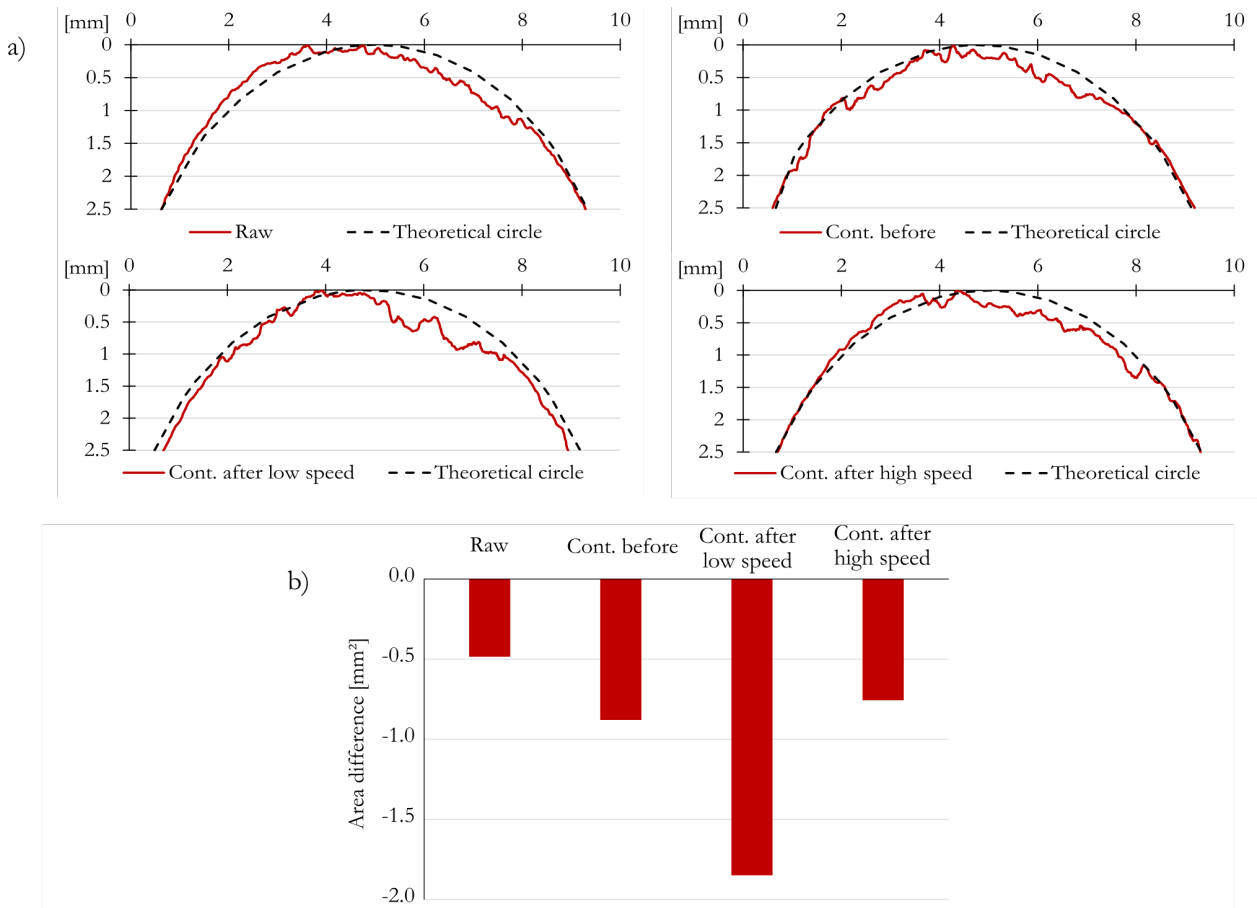 a)
[mm] 0 2 4 6 8 10
0
0.5
1
1.5
2
2.5
Raw Theoretical circle
[mm] 0 2 4 6 8 10
0
0.5
1
1.5
2
2.5
Cont. before Theoretical circle
[mm] 0 2 4 6 8 10
0
0.5
1
1.5
2
2.5
Cont. after low speed Theoretical circle
[mm] 0 2 4 6 8 10
0
0.5
1
1.5
2
2.5
Cont. after high speed Theoretical circle
b)
Raw
Cont. before
Cont. after
low speed
Cont. after
high speed
Area difference [mm²]
0.0
-0.5
-1.0
-1.5
-2.0